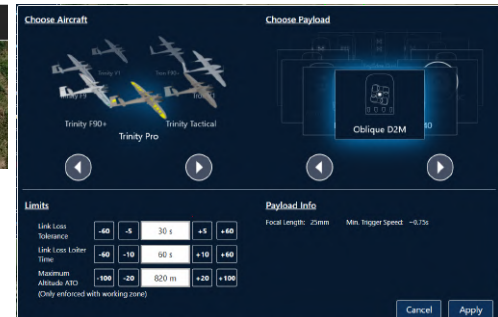 Choose Aircraft
Choose Payload
Trinity F9
Trinity F90+
Trinity Pro
Trinity Tactical
Oblique D2M
Limits
Link Loss Tolerance -60 -5 30 s +5 +60
Link Loss Loiter Time -60 -10 60 s +10 +60
Maximum Altitude ATO -100 -20 820 m +20 +100
(Only enforced with working zone)
Payload Info
Focal Length: 25mm Min. Trigger Speed: ~0.75s
Cancel Apply